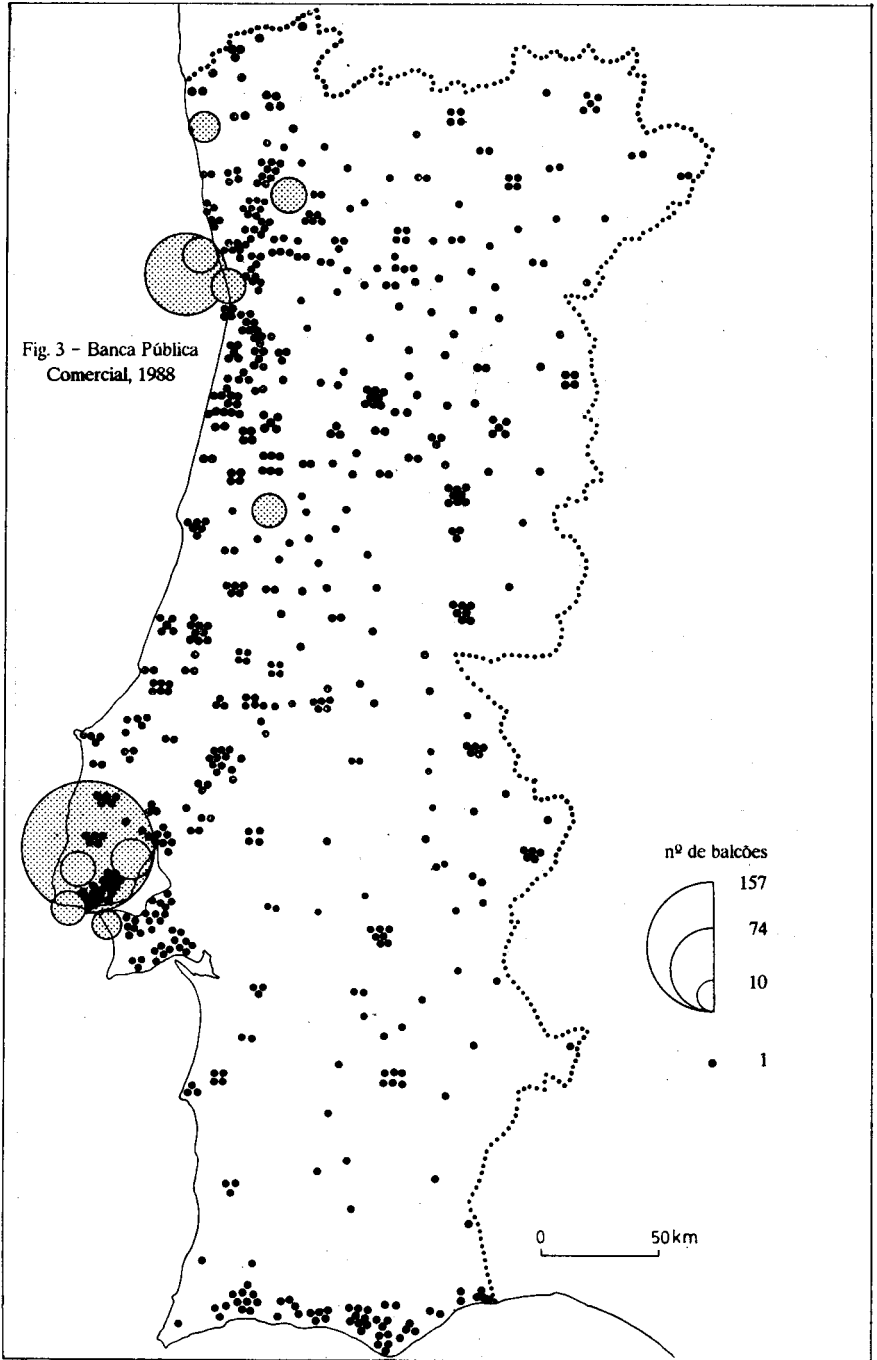 Fig. 3 – Banca Pública
Comercial, 1988
nº de balcões
157
74
10
1
0 50km